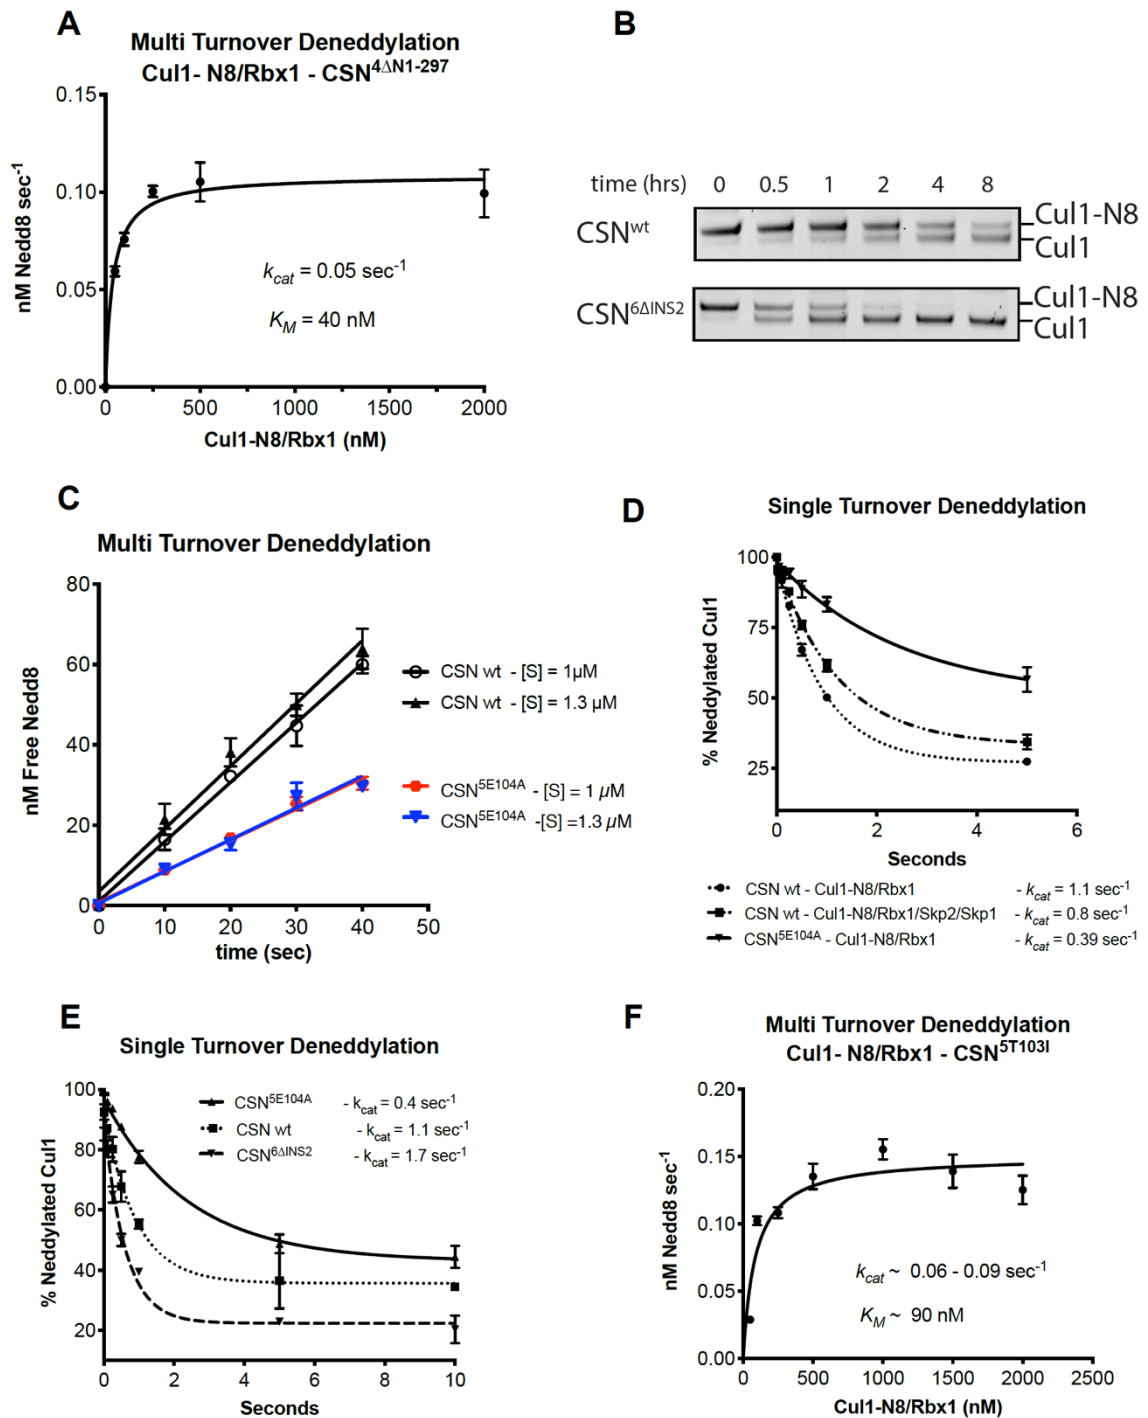 A
Multi Turnover Deneddylation
Cul1- N8/Rbx1 - CSN4ΔN1-297
nM Nedd8 sec-1
0.15
0.10
0.05
0.00
kcat = 0.05 sec-1
KM = 40 nM
0 500 1000 1500 2000
Cul1-N8/Rbx1 (nM)
B
time (hrs) 0 0.5 1 2 4 8
CSNwt
Cul1-N8
Cul1
CSN6ΔINS2
Cul1-N8
Cul1
C
Multi Turnover Deneddylation
nM Free Nedd8
80
60
40
20
0
0 10 20 30 40 50
time (sec)
CSN wt - [S] = 1µM
CSN wt - [S] = 1.3 µM
CSN5E104A - [S] = 1 µM
CSN5E104A -[S] =1.3 µM
D
Single Turnover Deneddylation
% Neddylated Cul1
100
75
50
25
0 2 4 6
Seconds
CSN wt - Cul1-N8/Rbx1 - kcat = 1.1 sec-1
CSN wt - Cul1-N8/Rbx1/Skp2/Skp1 - kcat = 0.8 sec-1
CSN5E104A - Cul1-N8/Rbx1 - kcat = 0.39 sec-1
E
Single Turnover Deneddylation
% Neddylated Cul1
100
80
60
40
20
CSN5E104A - kcat = 0.4 sec-1
CSN wt - kcat = 1.1 sec-1
CSN6ΔINS2 - kcat = 1.7 sec-1
0 2 4 6 8 10
Seconds
F
Multi Turnover Deneddylation
Cul1- N8/Rbx1 - CSN5T103I
nM Nedd8 sec-1
0.20
0.15
0.10
0.05
0.00
kcat ~ 0.06 - 0.09 sec-1
KM ~ 90 nM
0 500 1000 1500 2000 2500
Cul1-N8/Rbx1 (nM)